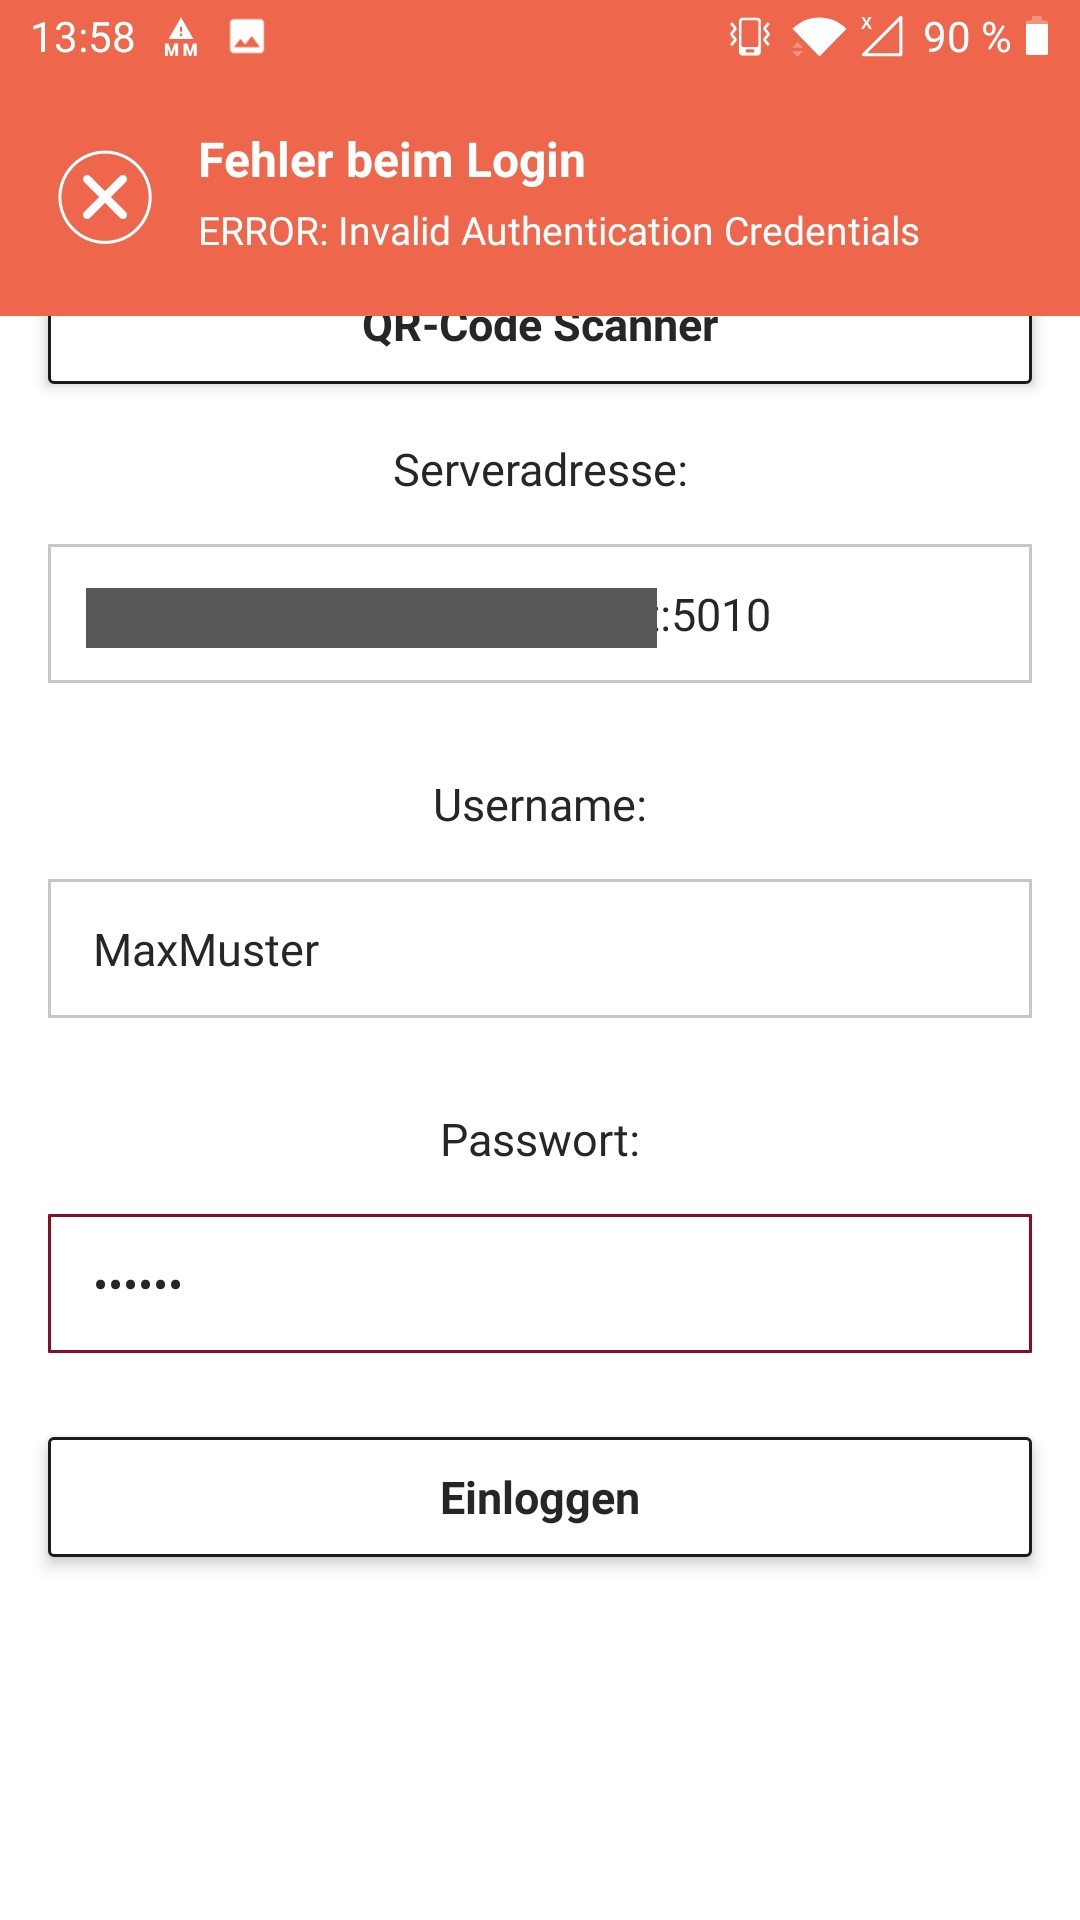 13:58
MM
x
90 %
Fehler beim Login
ERROR: Invalid Authentication Credentials
QR-Code Scanner
Serveradresse:
:5010
Username:
MaxMuster
Passwort:
••••••
Einloggen